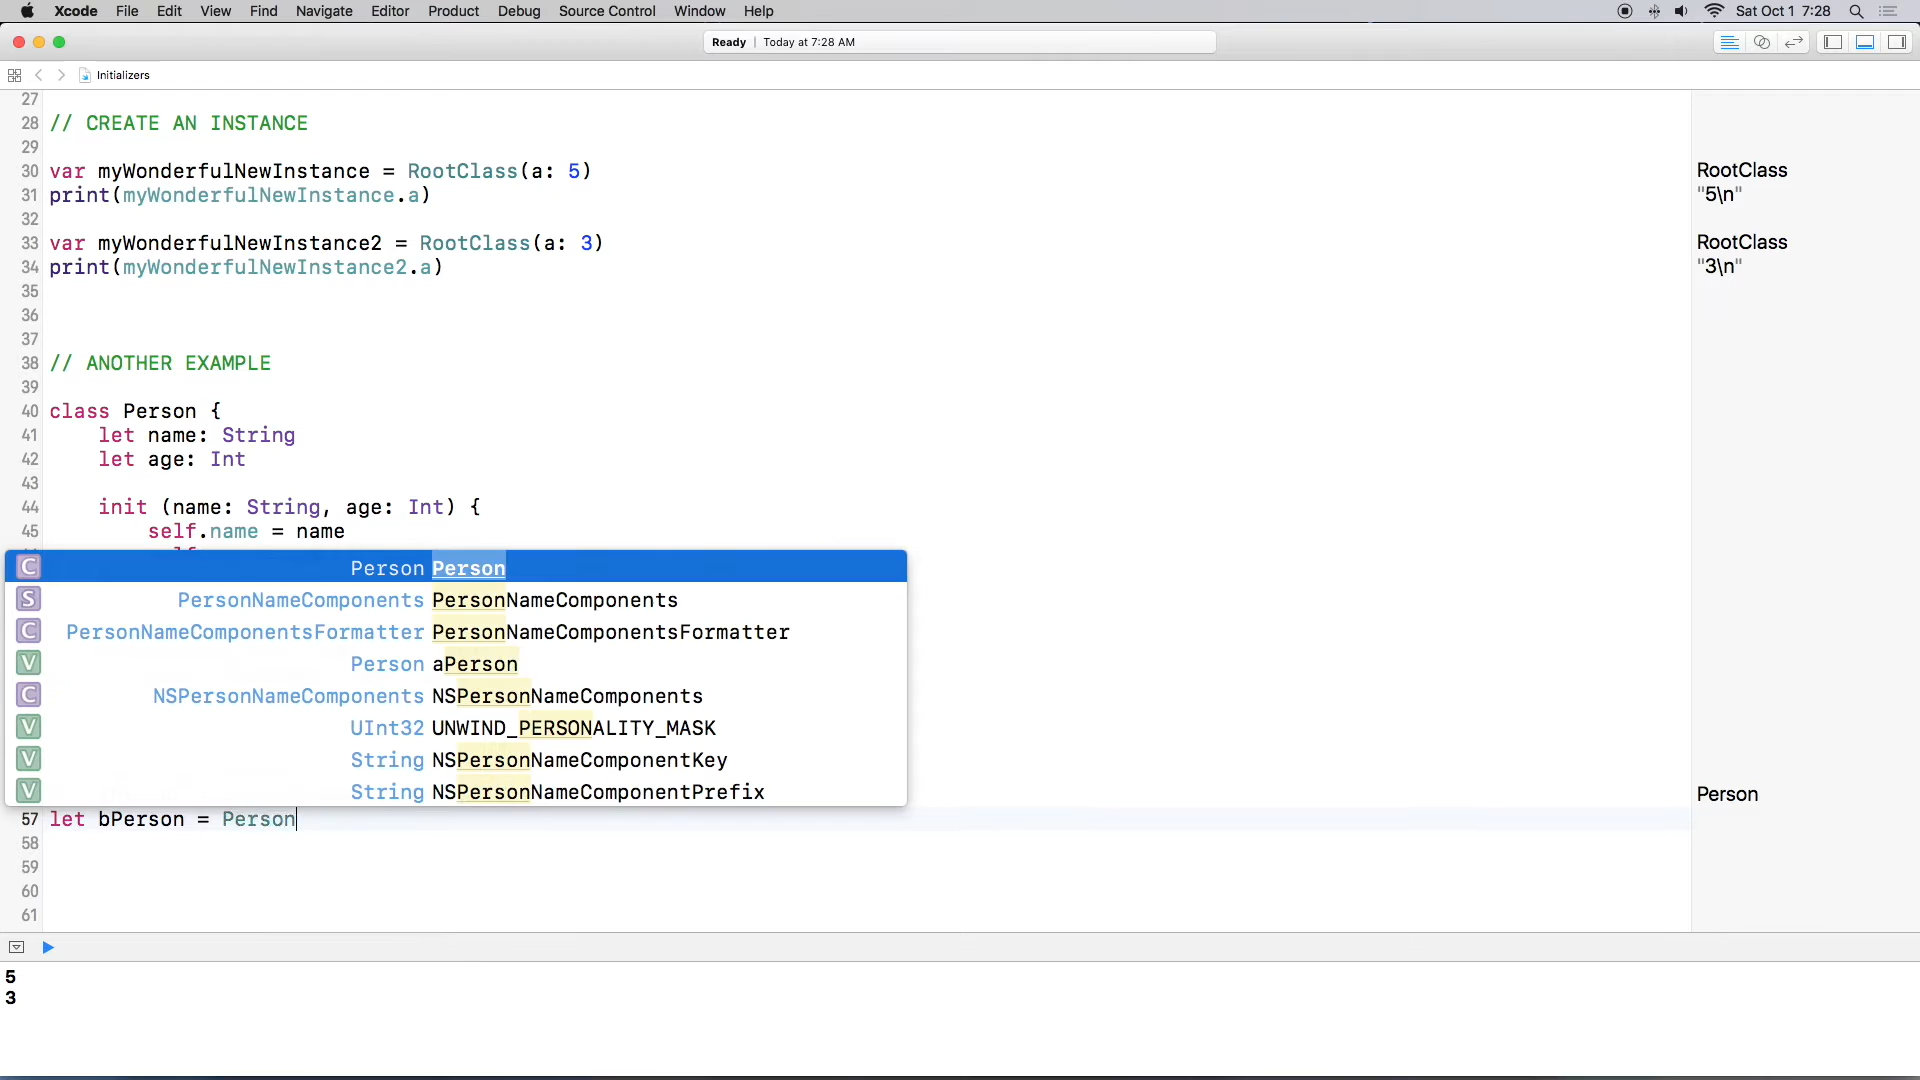 Xcode File Edit View Find Navigate Editor Product Debug Source Control Window Help Sat Oct 1 7:28
Ready | Today at 7:28 AM
Initializers
27
28 // CREATE AN INSTANCE
29
30 var myWonderfulNewInstance = RootClass(a: 5) RootClass
31 print(myWonderfulNewInstance.a) "5\n"
32
33 var myWonderfulNewInstance2 = RootClass(a: 3) RootClass
34 print(myWonderfulNewInstance2.a) "3\n"
35
36
37
38 // ANOTHER EXAMPLE
39
40 class Person {
41 let name: String
42 let age: Int
43
44 init (name: String, age: Int) {
45 self.name = name
C Person Person
S PersonNameComponents PersonNameComponents
C PersonNameComponentsFormatter PersonNameComponentsFormatter
V Person aPerson
C NSPersonNameComponents NSPersonNameComponents
V UInt32 UNWIND_PERSONALITY_MASK
V String NSPersonNameComponentKey
V String NSPersonNameComponentPrefix
Person
57 let bPerson = Person
58
59
60
61
5
3